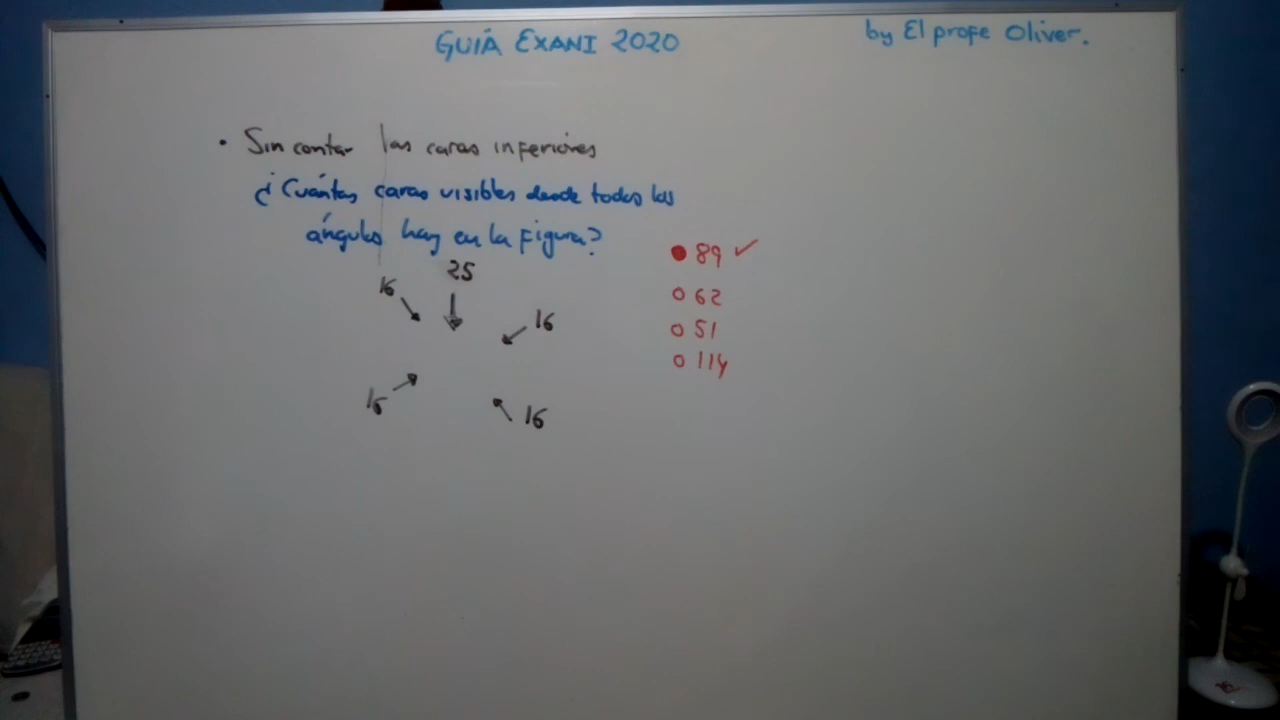 GUIÁ EXANI 2020
by El profe Oliver.
• Sin contar las caras inferiores
¿Cuántas caras visibles desde todos los
ángulos hay en la figura?
89 ✓
62
51
114
25
16
16
16
16